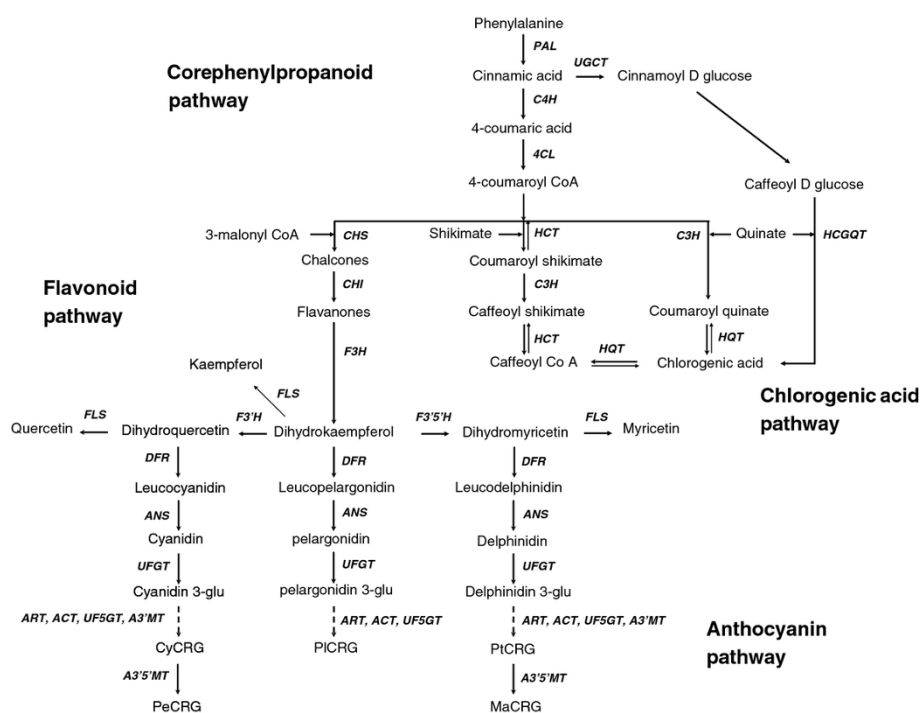 Phenylalanine
PAL
Corephenylpropanoid
pathway
Cinnamic acid
UGCT
Cinnamoyl D glucose
C4H
4-coumaric acid
4CL
4-coumaroyl CoA
Caffeoyl D glucose
3-malonyl CoA
CHS
Shikimate
HCT
C3H
Quinate
HCGQT
Chalcones
Coumaroyl shikimate
Flavonoid
pathway
CHI
C3H
Flavanones
Caffeoyl shikimate
Coumaroyl quinate
F3H
HCT
HQT
HQT
Kaempferol
Caffeoyl Co A
Chlorogenic acid
FLS
Chlorogenic acid
pathway
Quercetin
FLS
Dihydroquercetin
F3'H
Dihydrokaempferol
F3'5'H
Dihydromyricetin
FLS
Myricetin
DFR
DFR
DFR
Leucocyanidin
Leucopelargonidin
Leucodelphinidin
ANS
ANS
ANS
Cyanidin
pelargonidin
Delphinidin
UFGT
UFGT
UFGT
Cyanidin 3-glu
pelargonidin 3-glu
Delphinidin 3-glu
ART, ACT, UF5GT, A3'MT
ART, ACT, UF5GT
ART, ACT, UF5GT, A3'MT
Anthocyanin
pathway
CyCRG
PlCRG
PtCRG
A3'5'MT
A3'5'MT
PeCRG
MaCRG